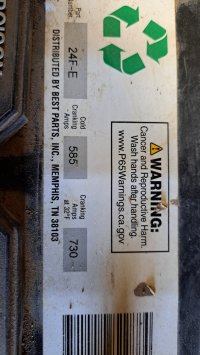 WARNING:
Cancer and Reproductive Harm.
Wash hands after handling.
www.P65Warnings.ca.gov
Part
Number
24F-E
Cold
Cranking
Amps
585
Cranking
Amps
at 32°F
730
DISTRIBUTED BY BEST PARTS, INC., MEMPHIS, TN 38103